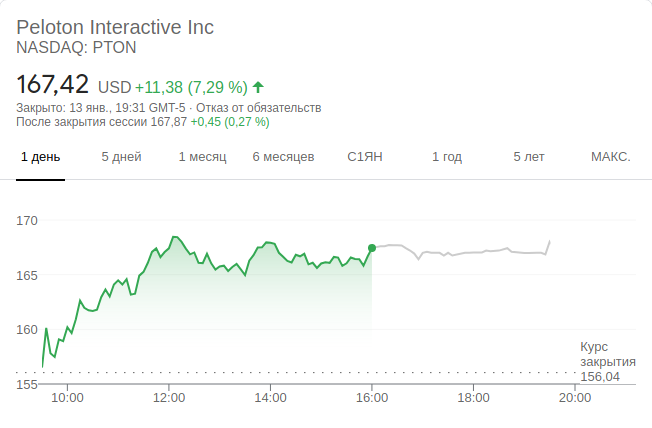 Peloton Interactive Inc
NASDAQ: PTON
167,42 USD +11,38 (7,29 %)
Закрыто: 13 янв., 19:31 GMT-5 · Отказ от обязательств
После закрытия сессии 167,87 +0,45 (0,27 %)
1 день 5 дней 1 месяц 6 месяцев С1ЯН 1 год 5 лет МАКС.
170
165
160
Курс
закрытия
156,04
155
10:00 12:00 14:00 16:00 18:00 20:00